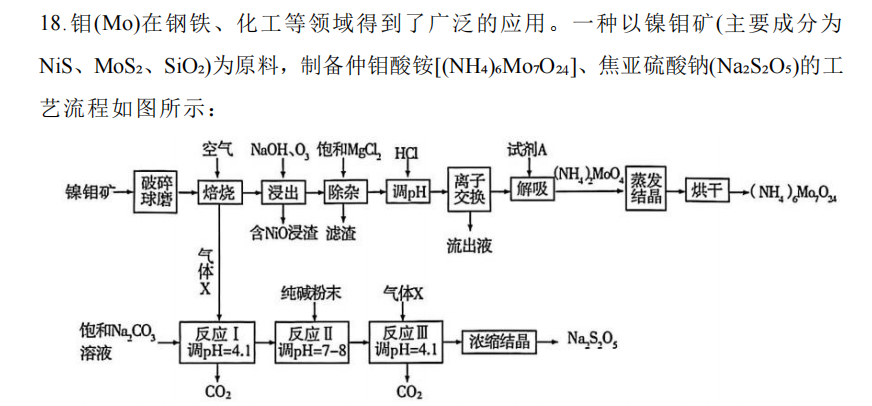 18.钼(Mo)在钢铁、化工等领域得到了广泛的应用。一种以镍钼矿(主要成分为
NiS、MoS₂、SiO₂)为原料，制备仲钼酸铵[(NH₄)₆Mo₇O₂₄]、焦亚硫酸钠(Na₂S₂O₅)的工
艺流程如图所示：
空气 NaOH、O₃ 饱和MgCl₂ HCl 试剂A
镍钼矿 破碎球磨 焙烧 浸出 除杂 调pH 离子交换 解吸 (NH₄)₂MoO₄ 蒸发结晶 烘干 (NH₄)₆Mo₇O₂₄
含NiO浸渣 滤渣 流出液
气体X
纯碱粉末 气体X
饱和Na₂CO₃溶液 反应Ⅰ调pH=4.1 反应Ⅱ调pH=7-8 反应Ⅲ调pH=4.1 浓缩结晶 Na₂S₂O₅
CO₂ CO₂